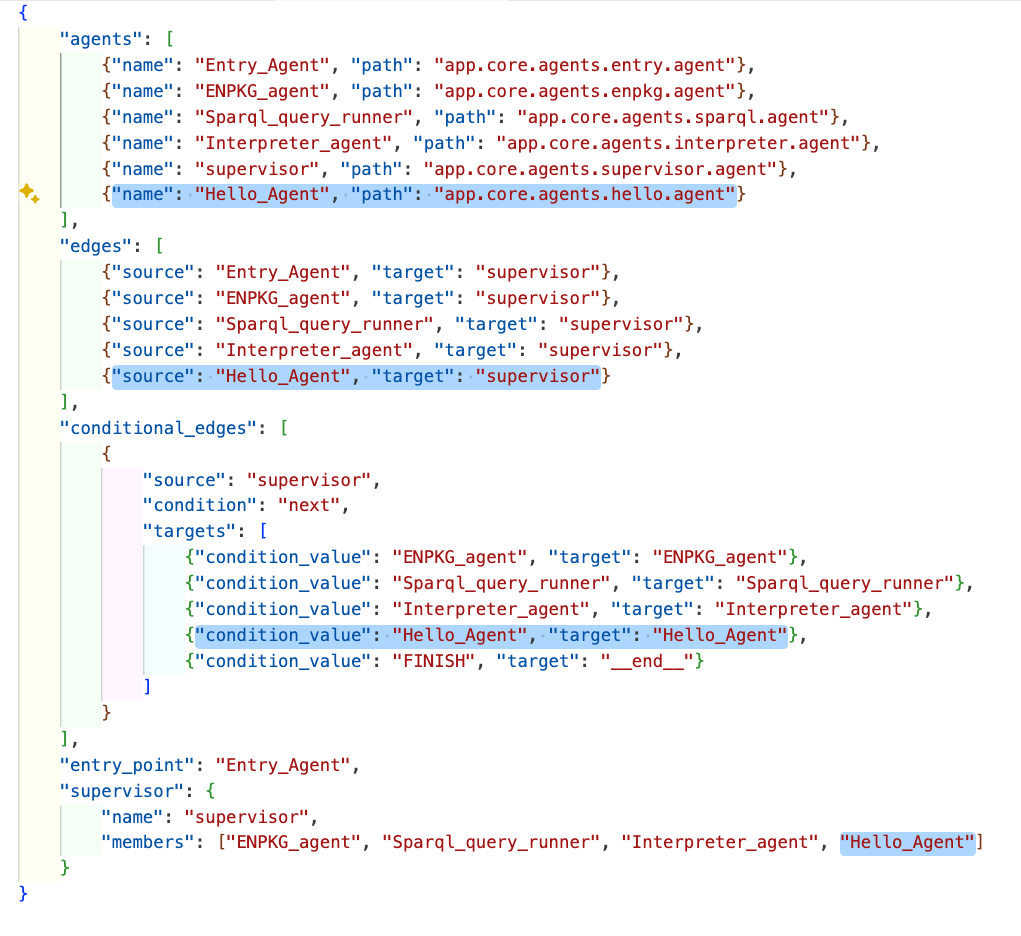 {
    "agents": [
        {"name": "Entry_Agent", "path": "app.core.agents.entry.agent"},
        {"name": "ENPKG_agent", "path": "app.core.agents.enpkg.agent"},
        {"name": "Sparql_query_runner", "path": "app.core.agents.sparql.agent"},
        {"name": "Interpreter_agent", "path": "app.core.agents.interpreter.agent"},
        {"name": "supervisor", "path": "app.core.agents.supervisor.agent"},
        {"name": "Hello_Agent", "path": "app.core.agents.hello.agent"}
    ],
    "edges": [
        {"source": "Entry_Agent", "target": "supervisor"},
        {"source": "ENPKG_agent", "target": "supervisor"},
        {"source": "Sparql_query_runner", "target": "supervisor"},
        {"source": "Interpreter_agent", "target": "supervisor"},
        {"source": "Hello_Agent", "target": "supervisor"}
    ],
    "conditional_edges": [
        {
            "source": "supervisor",
            "condition": "next",
            "targets": [
                {"condition_value": "ENPKG_agent", "target": "ENPKG_agent"},
                {"condition_value": "Sparql_query_runner", "target": "Sparql_query_runner"},
                {"condition_value": "Interpreter_agent", "target": "Interpreter_agent"},
                {"condition_value": "Hello_Agent", "target": "Hello_Agent"},
                {"condition_value": "FINISH", "target": "__end__"}
            ]
        }
    ],
    "entry_point": "Entry_Agent",
    "supervisor": {
        "name": "supervisor",
        "members": ["ENPKG_agent", "Sparql_query_runner", "Interpreter_agent", "Hello_Agent"]
    }
}